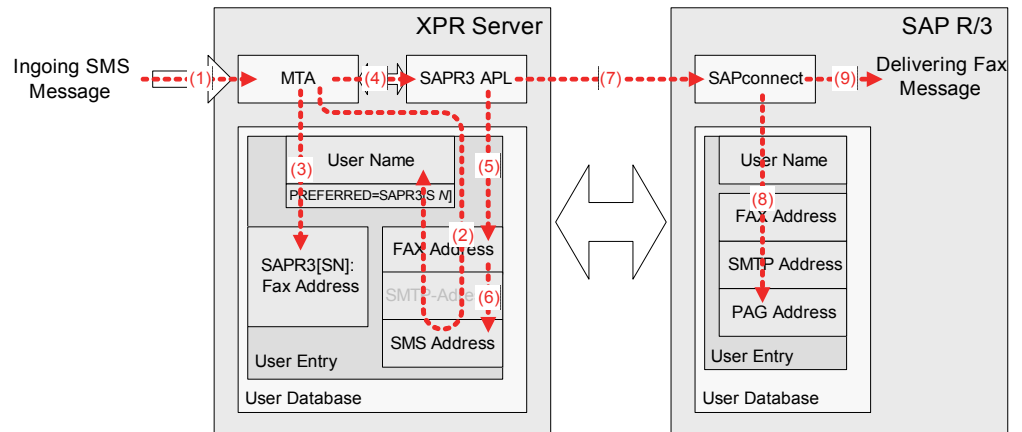 XPR Server
SAP R/3
Ingoing SMS
Message
(1)
MTA
(4)
SAPR3 APL
(7)
SAPconnect
(9)
Delivering Fax
Message
User Name
(3)
(5)
PREFERRED=SAPR3[S N]
(2)
SAPR3[SN]:
Fax Address
FAX Address
(6)
SMS Address
User Entry
User Database
User Name
(8)
FAX Address
SMTP Address
PAG Address
User Entry
User Database